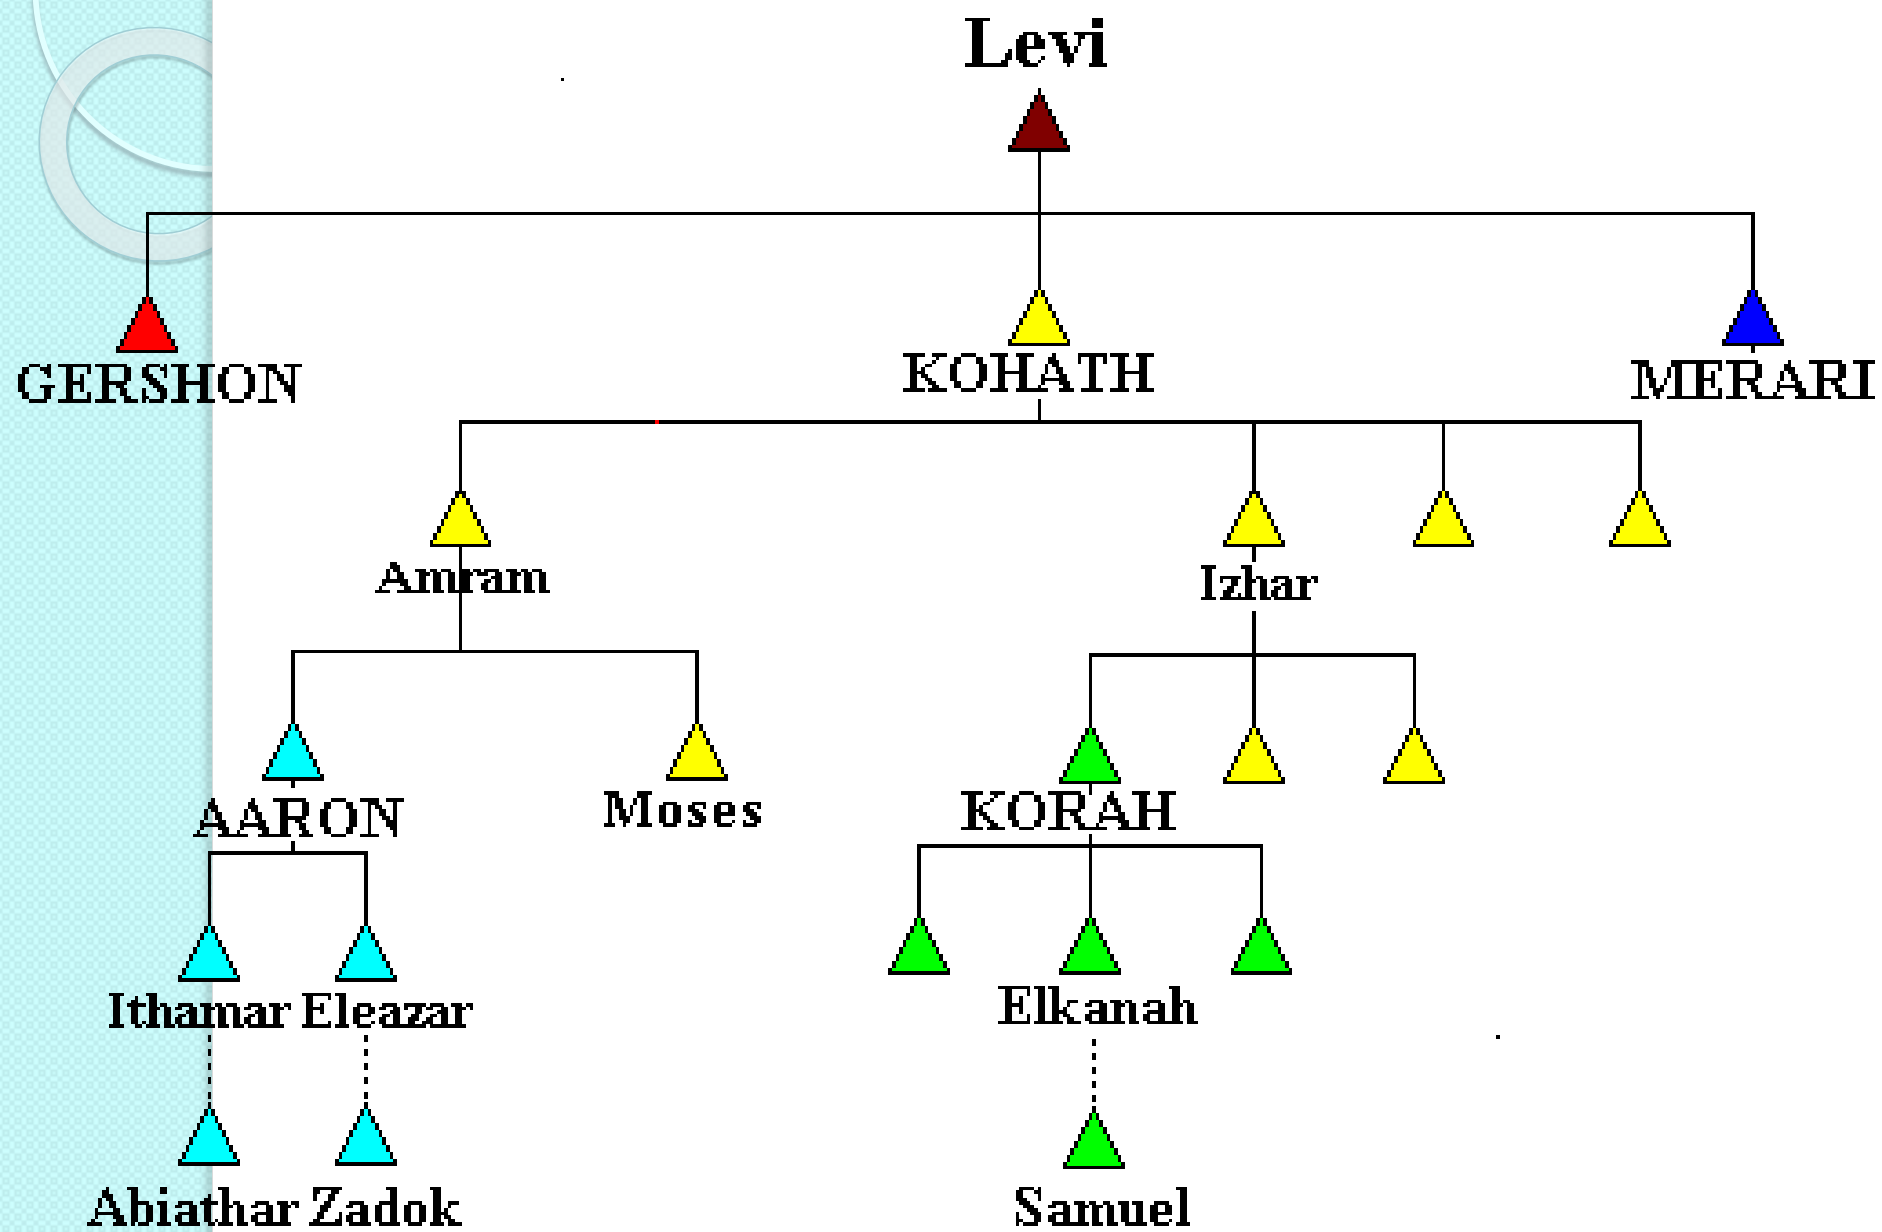 Levi
GERSHON KOHATH MERARI
Amram Izhar
AARON Moses KORAH
Ithamar Eleazar Elkanah
Abiathar Zadok Samuel